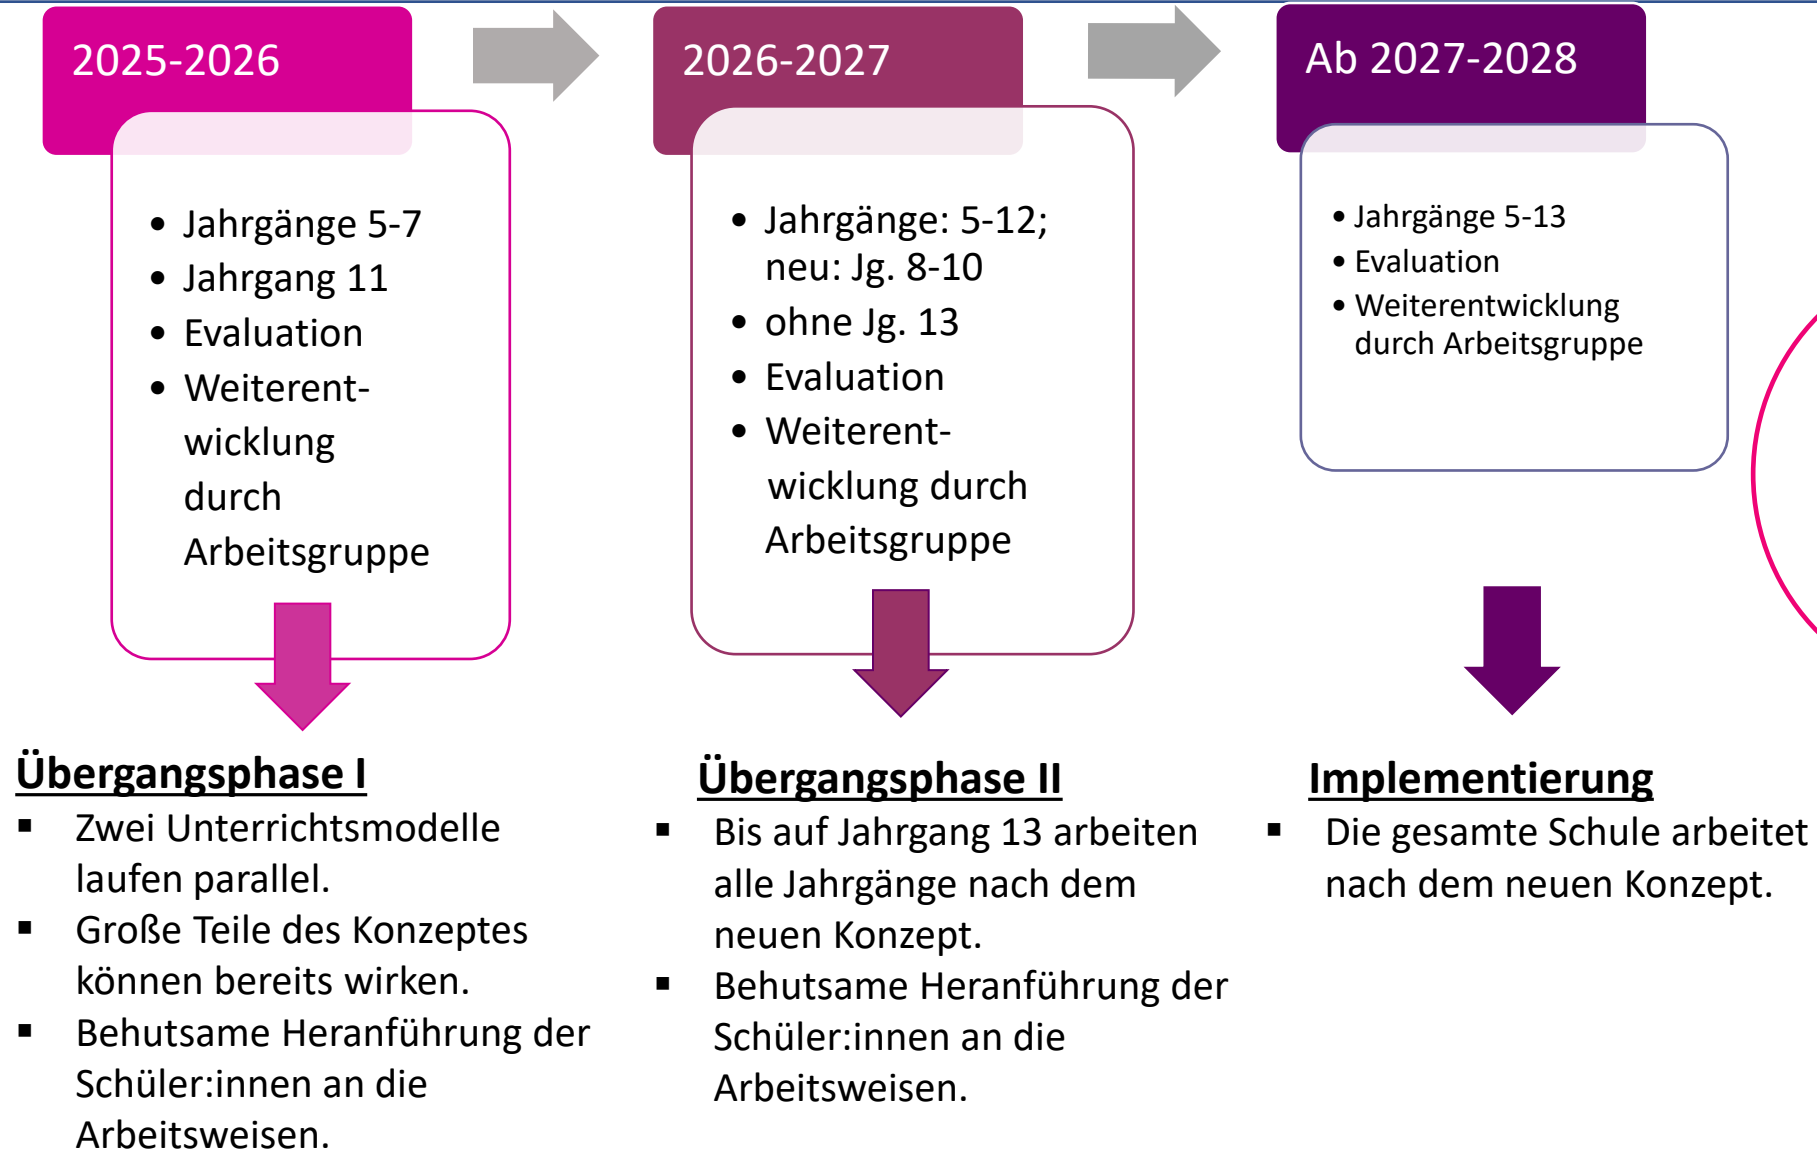 2025-2026
• Jahrgänge 5-7
• Jahrgang 11
• Evaluation
• Weiterent-
wicklung
durch
Arbeitsgruppe
Übergangsphase I
▪ Zwei Unterrichtsmodelle
laufen parallel.
▪ Große Teile des Konzeptes
können bereits wirken.
▪ Behutsame Heranführung der
Schüler:innen an die
Arbeitsweisen.
2026-2027
• Jahrgänge: 5-12;
neu: Jg. 8-10
• ohne Jg. 13
• Evaluation
• Weiterent-
wicklung durch
Arbeitsgruppe
Übergangsphase II
▪ Bis auf Jahrgang 13 arbeiten
alle Jahrgänge nach dem
neuen Konzept.
▪ Behutsame Heranführung der
Schüler:innen an die
Arbeitsweisen.
Ab 2027-2028
• Jahrgänge 5-13
• Evaluation
• Weiterentwicklung
durch Arbeitsgruppe
Implementierung
▪ Die gesamte Schule arbeitet
nach dem neuen Konzept.